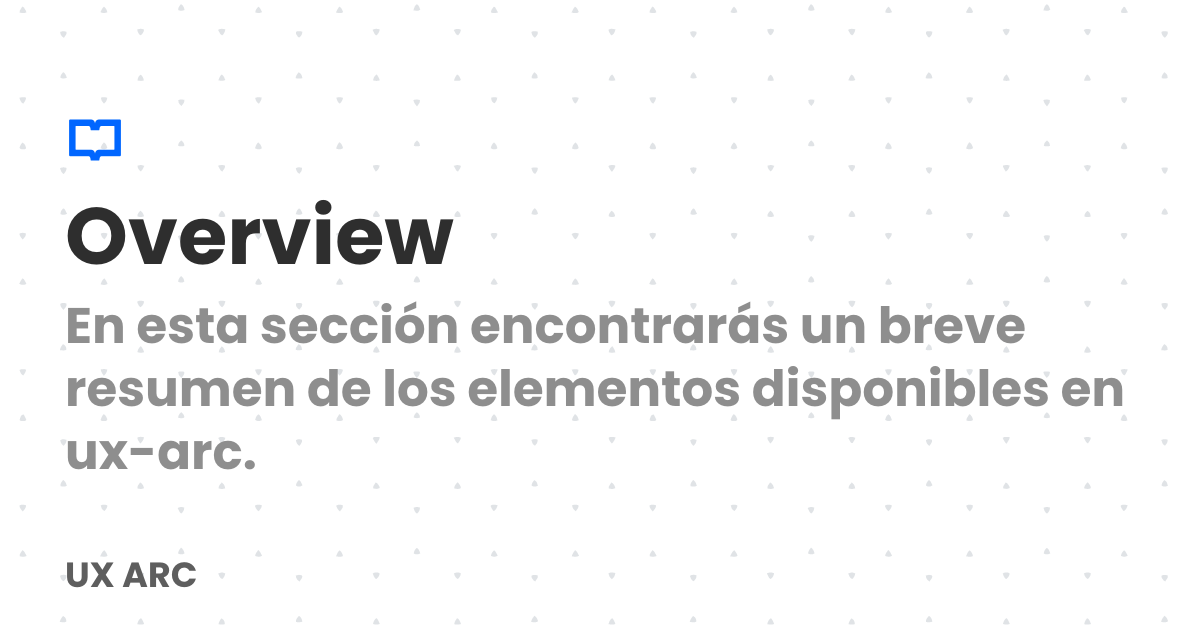 Overview
En esta sección encontrarás un breve
resumen de los elementos disponibles en
ux-arc.
UX ARC